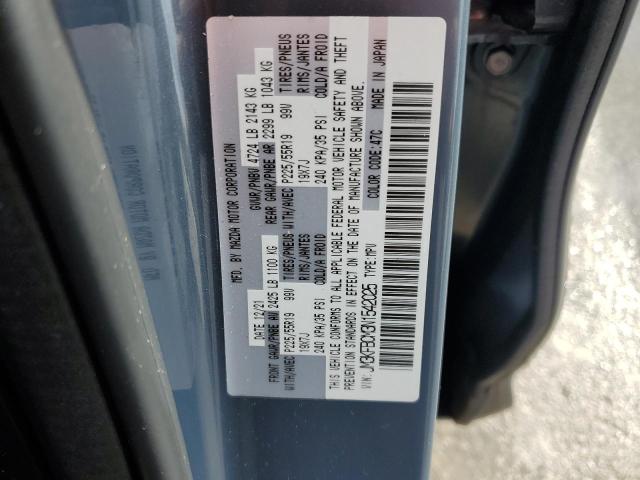 MFD. BY MAZDA MOTOR CORPORATION
DATE 12/21 GVWR/PNBV 4724 LB 2143 KG
FRONT GAWR/PNBE AV 2425 LB 1100 KG REAR GAWR/PNBE AR 2299 LB 1043 KG
TIRES/PNEUS WITH/AVEC P225/55R19 99V TIRES/PNEUS
WITH/AVEC P225/55R19 99V
RIMS/JANTES 19X7J RIMS/JANTES
19X7J
COLD/A FROID 240 KPA/35 PSI COLD/A FROID
240 KPA/35 PSI
THIS VEHICLE CONFORMS TO ALL APPLICABLE FEDERAL MOTOR VEHICLE SAFETY AND THEFT
STANDARDS IN EFFECT ON THE DATE OF MANUFACTURE SHOWN ABOVE.
VIN: JM3KFBCM3N1542025 TYPE: MPV COLOR CODE: 47C MADE IN JAPAN